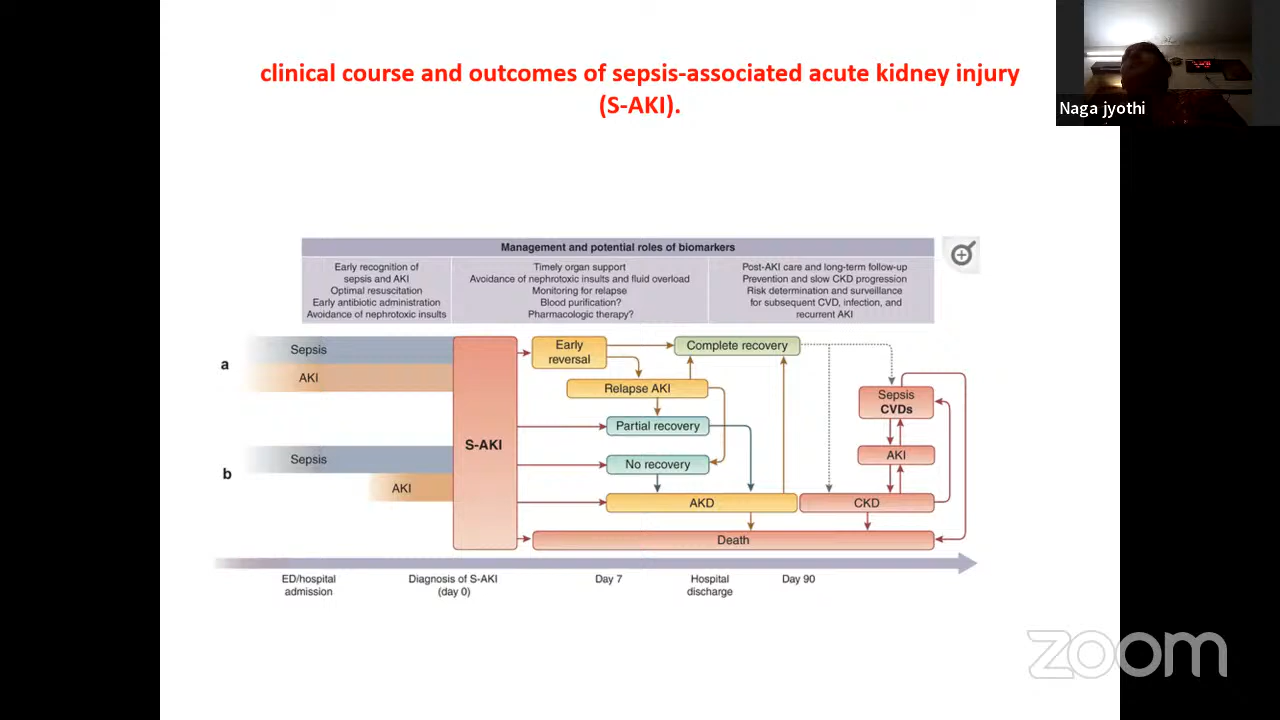 clinical course and outcomes of sepsis-associated acute kidney injury
(S-AKI).
Naga jyothi
Management and potential roles of biomarkers
Early recognition of
sepsis and AKI
Optimal resuscitation
Early antibiotic administration
Avoidance of nephrotoxic insults
Timely organ support
Avoidance of nephrotoxic insults and fluid overload
Monitoring for relapse
Blood purification?
Pharmacologic therapy?
Post-AKI care and long-term follow-up
Prevention and slow CKD progression
Risk determination and surveillance
for subsequent CVD, infection, and
recurrent AKI
a
Sepsis
AKI
b
Sepsis
AKI
S-AKI
Early
reversal
Complete recovery
Relapse AKI
Partial recovery
No recovery
AKD
Death
Sepsis
CVDs
AKI
CKD
ED/hospital
admission
Diagnosis of S-AKI
(day 0)
Day 7
Hospital
discharge
Day 90
zoom